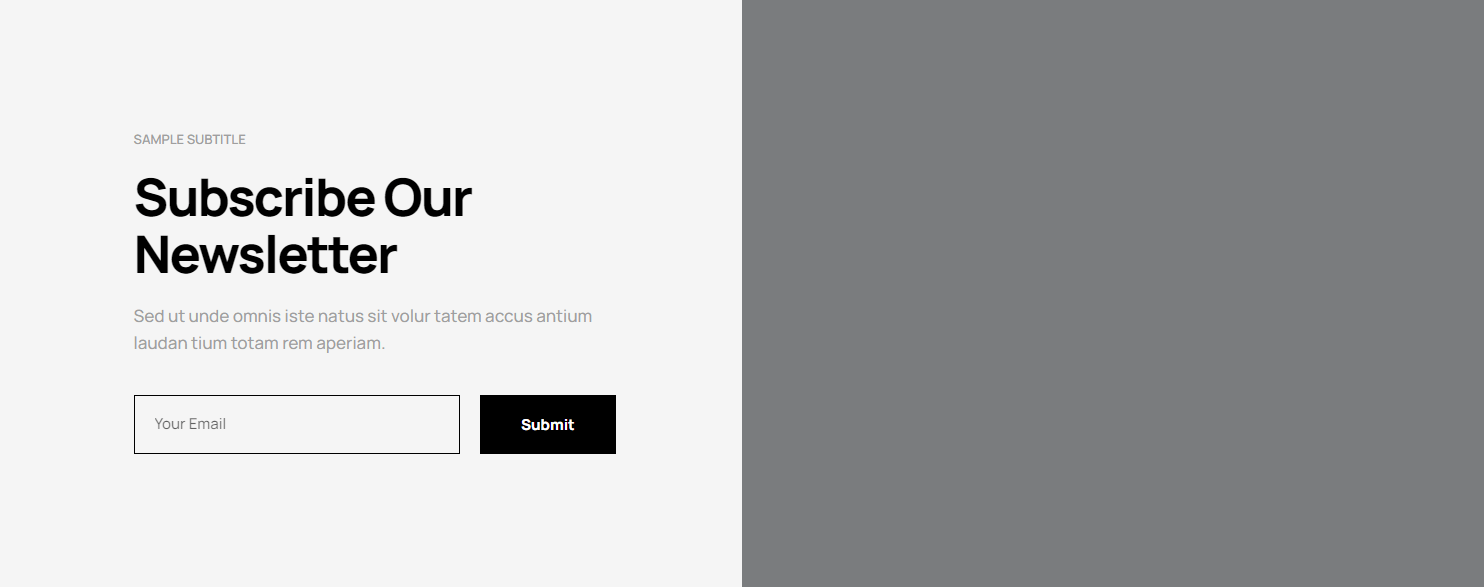 SAMPLE SUBTITLE
Subscribe Our
Newsletter
Sed ut unde omnis iste natus sit volur tatem accus antium
laudan tium totam rem aperiam.
Your Email
Submit